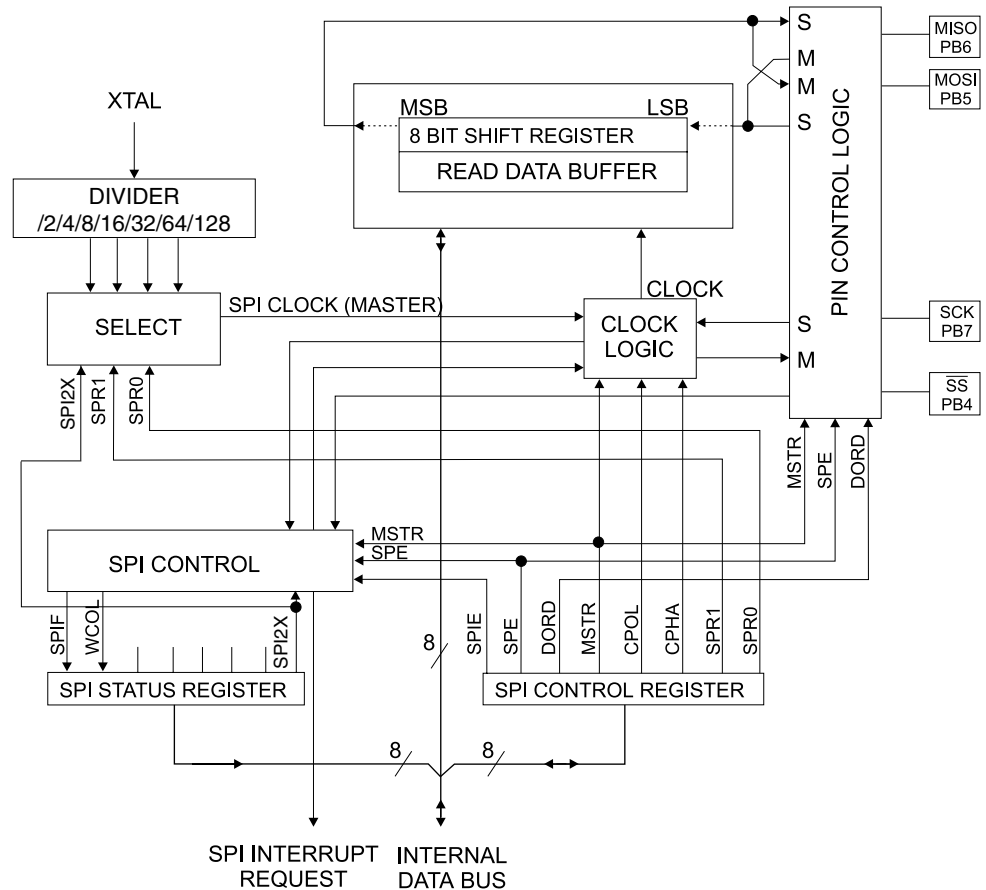 S
MISO
PB6
M
M
MOSI
PB5
XTAL
MSB
LSB
S
8 BIT SHIFT REGISTER
READ DATA BUFFER
DIVIDER
/2/4/8/16/32/64/128
PIN CONTROL LOGIC
SPI CLOCK (MASTER)
CLOCK
SELECT
CLOCK
LOGIC
S
M
SCK
PB7
SS
PB4
SPI2X
SPR1
SPR0
MSTR
SPE
DORD
MSTR
SPE
SPI CONTROL
SPIF
WCOL
SPI2X
8
SPIE
SPE
DORD
MSTR
CPOL
CPHA
SPR1
SPR0
SPI STATUS REGISTER
SPI CONTROL REGISTER
8
8
SPI INTERRUPT
REQUEST
INTERNAL
DATA BUS